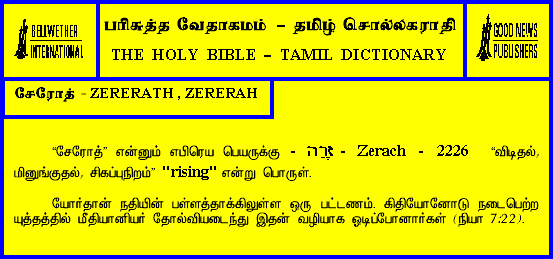 BELLWETHER
INTERNATIONAL
பரிசுத்த வேதாகமம் – தமிழ் சொல்லகராதி
THE HOLY BIBLE – TAMIL DICTIONARY
GOOD NEWS
PUBLISHERS
சேரோத் - ZERERATH , ZERERAH
“சேரோத்” என்னும் எபிரெய பெயருக்கு - זָרַה - Zerach - 2226 “விடிதல்,
மினுங்குதல், சிகப்புநிறம்” "rising" என்று பொருள்.
யோர்தான் நதியின் பள்ளத்தாக்கிலுள்ள ஒரு பட்டணம். கிதியோனோடு நடைபெற்ற
யுத்தத்தில் மீதியானியர் தோல்வியடைந்து இதன் வழியாக ஓடிப்போனார்கள் (நியா 7:22).